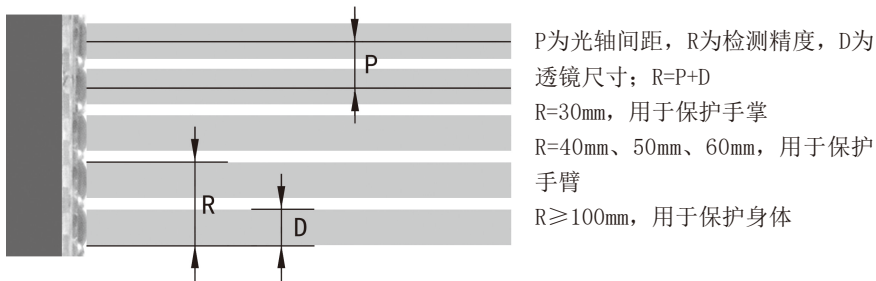 P
R
D
P为光轴间距，R为检测精度，D为
透镜尺寸；R=P+D
R=30mm，用于保护手掌
R=40mm、50mm、60mm，用于保护
手臂
R≥100mm，用于保护身体